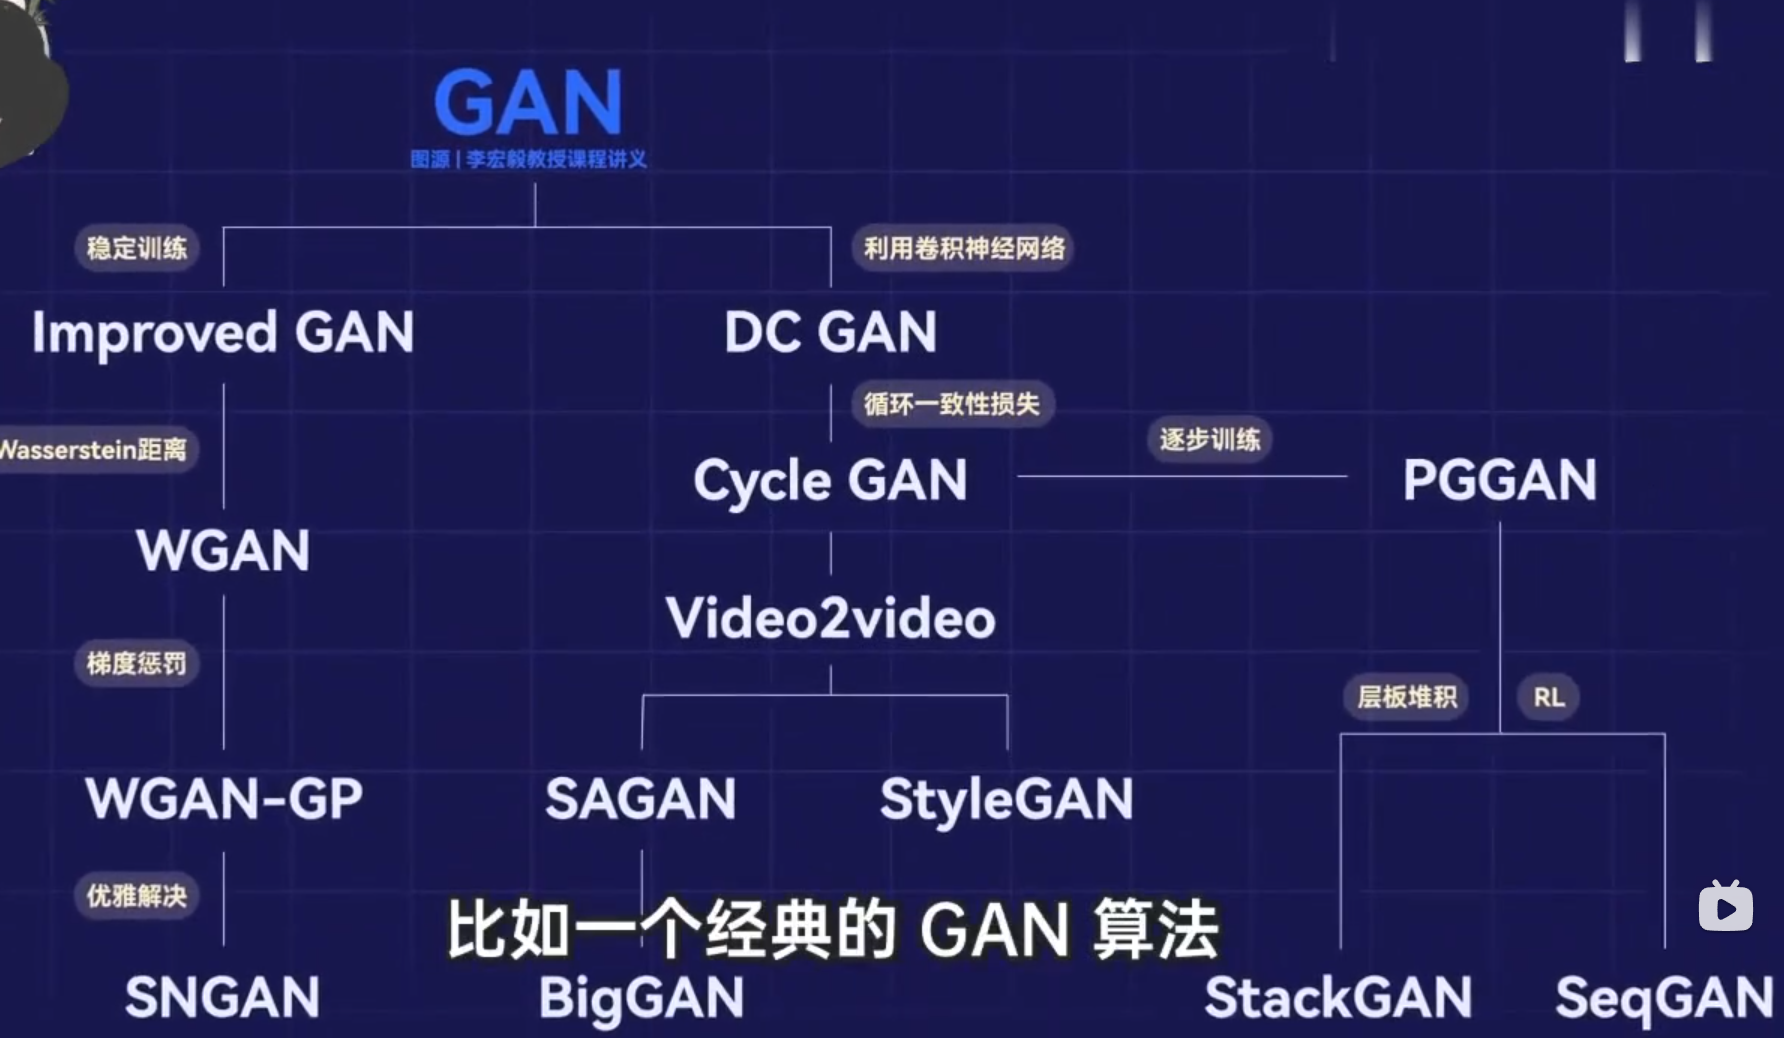 GAN
图源 | 李宏毅教授课程讲义
稳定训练
利用卷积神经网络
Improved GAN
DC GAN
循环一致性损失
逐步训练
Wasserstein距离
Cycle GAN
PGGAN
WGAN
Video2video
梯度惩罚
层板堆积
RL
WGAN-GP
SAGAN
StyleGAN
优雅解决
比如一个经典的 GAN 算法
SNGAN
BigGAN
StackGAN
SeqGAN